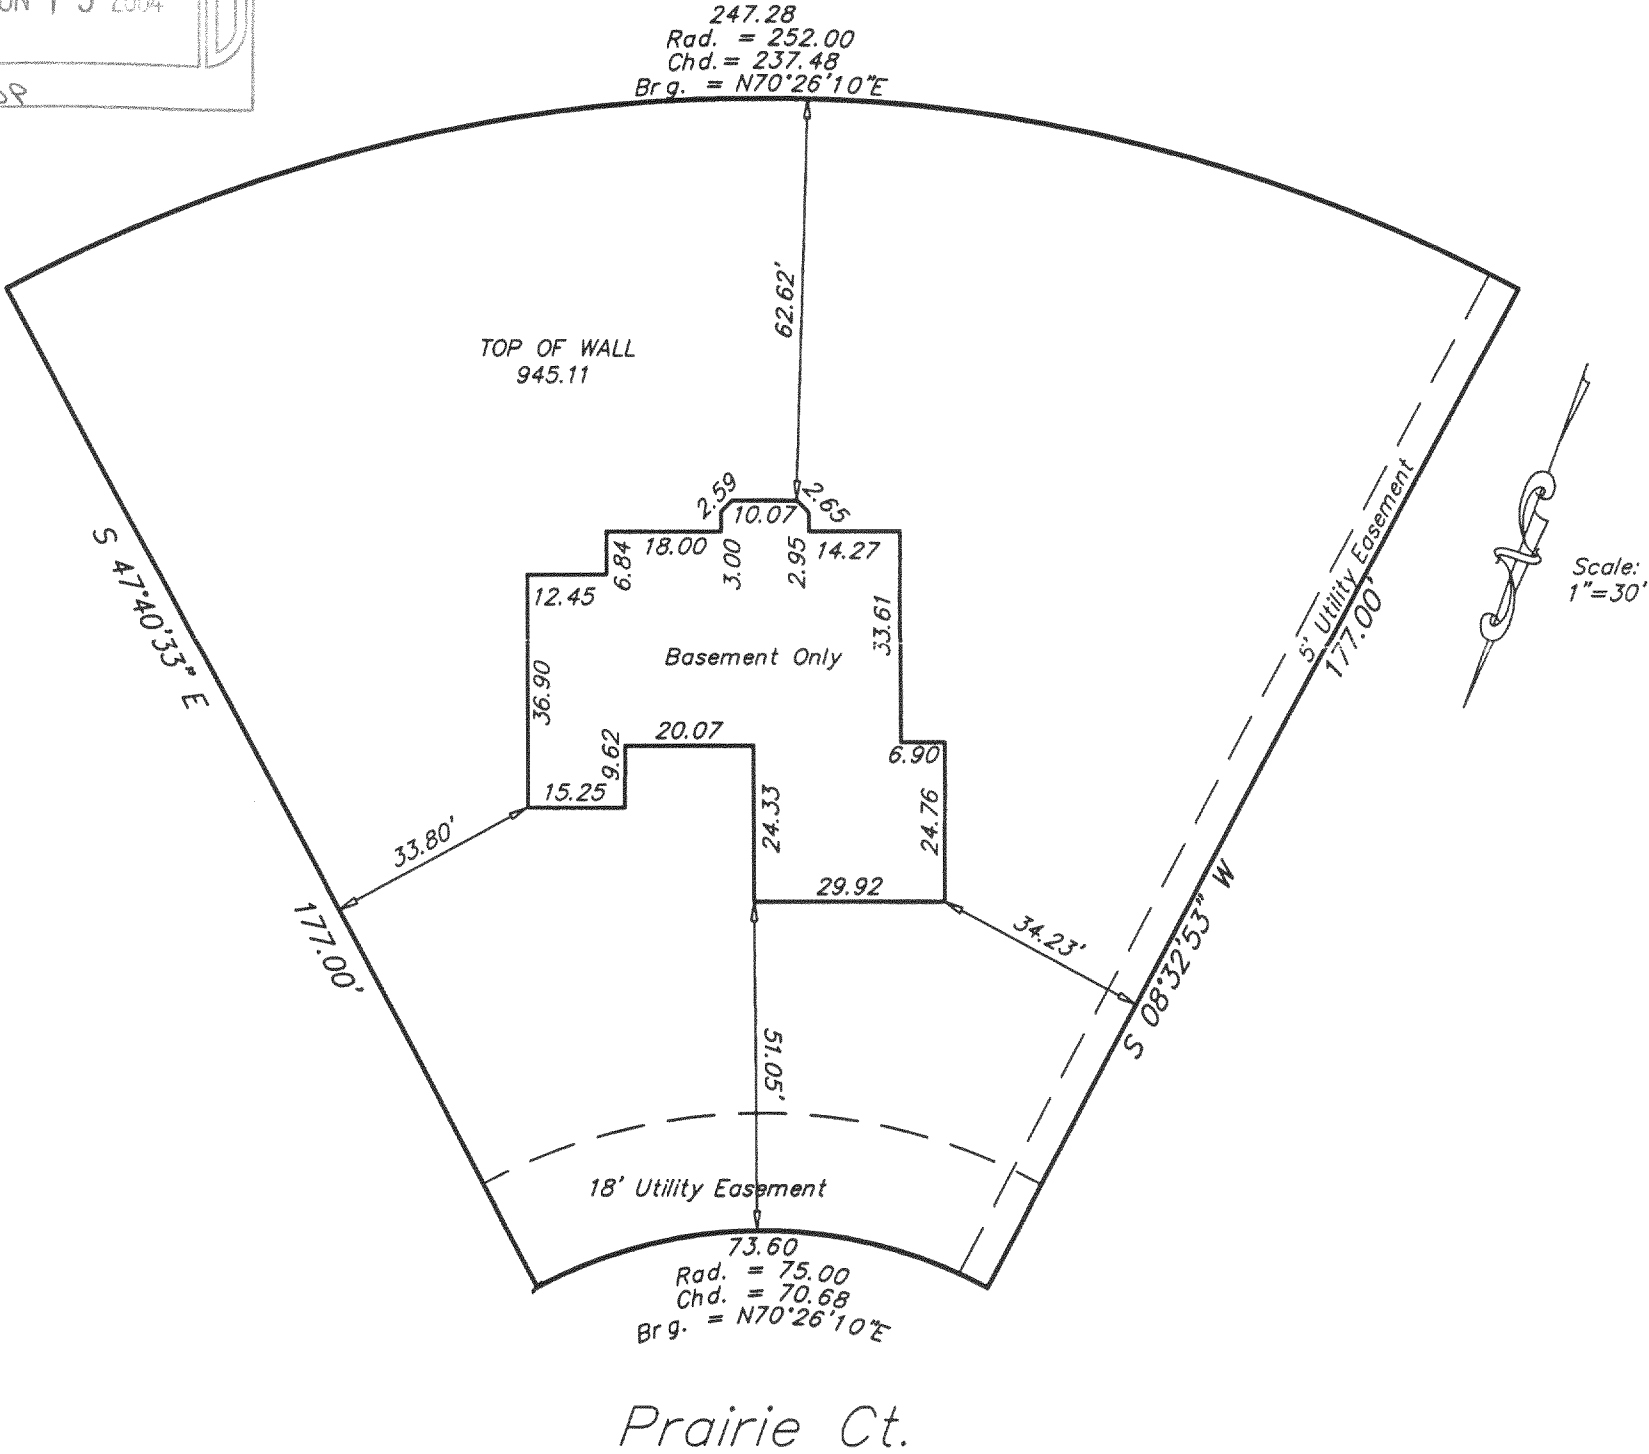 2004
247.28
Rad. = 252.00
Chd. = 237.48
Brg. = N70°26'10"E
62.62'
TOP OF WALL
945.11
2.59
10.07
2.65
18.00
6.84
3.00
2.95
14.27
12.45
33.61
Basement Only
36.90
20.07
9.62
15.25
6.90
24.33
24.76
29.92
33.80'
34.23'
S 47°40'33" E
177.00'
5' Utility Easement
177.00'
S 08°32'53" W
Scale:
1"=30'
51.05'
18' Utility Easement
73.60
Rad. = 75.00
Chd. = 70.68
Brg. = N70°26'10"E
Prairie Ct.